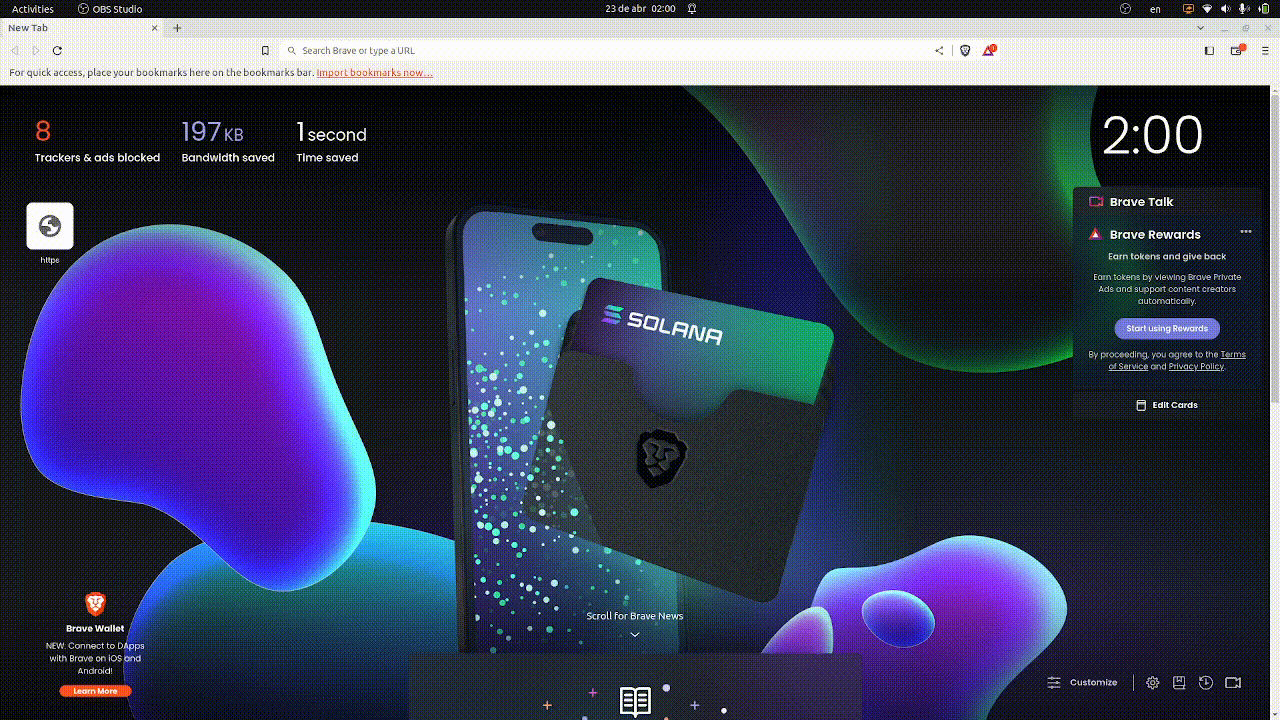 Activities
OBS Studio
23 de abr 02:00
en
New Tab
Search Brave or type a URL
For quick access, place your bookmarks here on the bookmarks bar. Import bookmarks now...
8
Trackers & ads blocked
197 KB
Bandwidth saved
1 second
Time saved
2:00
https
SOLANA
Brave Talk
Brave Rewards
Earn tokens and give back
Earn tokens by viewing Brave Private
Ads and support content creators
automatically.
Start using Rewards
By proceeding, you agree to the Terms
of Service and Privacy Policy.
Edit Cards
Brave Wallet
NEW: Connect to DApps
with Brave on iOS and
Android!
Learn More
Scroll for Brave News
Customize